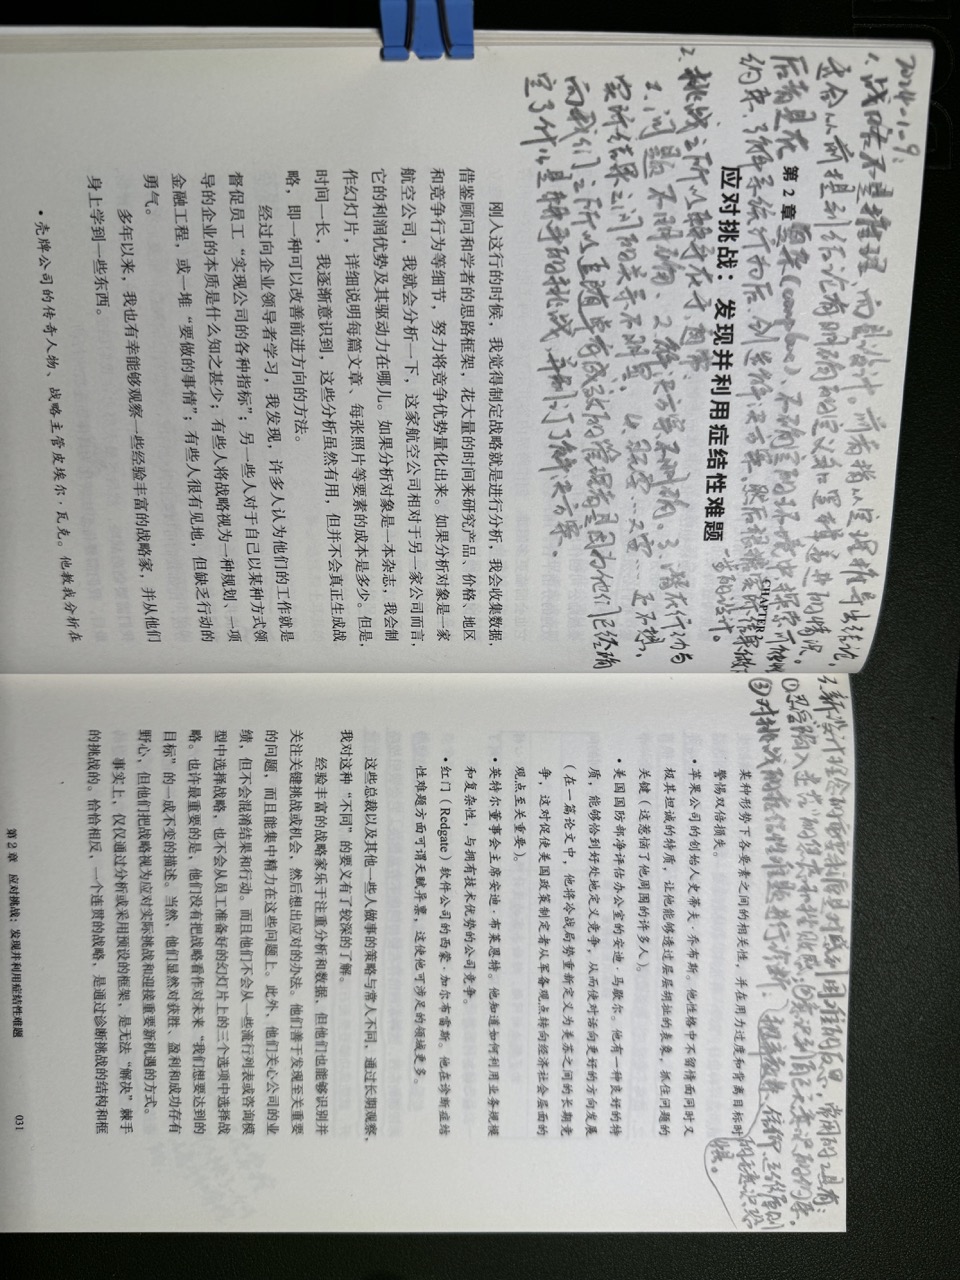 2024-1-9:
1.战略不是推理,而是设计。前者指从定理推导出结论,
适合从前提到结论有明确的定义和逻辑的情况。
后者是在复杂(complex)、不确定的环境中探索可能性
约束,了解系统行为后,创造解决方案,然后根据实际结果做下
一步的设计。
第 2 章
CHAPTER 2
应对挑战：发现并利用症结性难题
2.挑战之所以棘手在于,通常:
1.问题不明确、2.解决方案不明确。3.潜在行动与
实际结果之间的关系不明显、4.既要…又要…还不想。
而我们之所以追随卓有成效的管理者是因为他们已经确
定了什么是棘手的挑战,并制订了解决方案。
刚入这行的时候，我觉得制定战略就是进行分析，我会收集数据，
借鉴顾问和学者的思路框架，花大量的时间来研究产品、价格、地区
和竞争行为等细节，努力将竞争优势量化出来。如果分析对象是一家
航空公司，我就会分析一下，这家航空公司相对于另一家公司而言，
它的利润优势及其驱动力在哪儿。如果分析对象是一本杂志，我会制
作幻灯片，详细说明每篇文章、每张照片等要素的成本是多少。但是，
时间一长，我逐渐意识到，这些分析虽然有用，但并不会真正生成战
略，即一种可以改善前进方向的方法。
经过向企业领导者学习，我发现，许多人认为他们的工作就是
督促员工“实现公司的各种指标”；另一些人对于自己以某种方式领
导的企业的本质是什么知之甚少；有些人将战略视为一种规划、一项
金融工程，或一堆“要做的事情”；有些人很有见地，但缺乏行动的
勇气。
多年以来，我也有幸能够观察一些经验丰富的战略家，并从他们
身上学到一些东西。
• 壳牌公司的传奇人物、战略主管皮埃尔·瓦克。他教我分析在
3.新设计理念的重要来源是对感到困难的反思,常用的工具有:
①忍受“陷入迷茫”的焦虑和挫败感,②意识到自己无意识的约束,
③对挑战的症结性难题进行诊断.
(抛弃教条、信仰、三级原则
的无意识恐
惧。
某种形势下各要素之间的相关性，并在用力过度和背离目标时
警惕双倍损失。
• 苹果公司的创始人史蒂夫·乔布斯。他性格中不留情面同时又
极其坦诚的特质，让他能够透过层层胡扯的表象，抓住问题的
关键（这惹恼了他周围的许多人）。
• 美国国防部净评估办公室的安迪·马歇尔。他有一种良好的特
质，能够恰到好处地定义竞争，从而使对话向更好的方向发展
（在一篇论文中，他将冷战局势重新定义为美苏之间的长期竞
争，这对促使美国政策制定者从军备观点转向经济社会层面的
观点至关重要）。
• 英特尔董事会主席安迪·布莱恩特。他知道如何利用业务规模
和复杂性，与拥有技术优势的公司竞争。
• 红门（Redgate）软件公司的西蒙·加尔布雷斯。他在诊断症结
性难题方面可谓天赋异禀，这使他可涉足的领域更多。
这些总裁以及其他一些人做事的策略与常人不同，通过长期观察，
我对这种“不同”的要义有了较深的了解。
经验丰富的战略家乐于注重分析和数据，但他们也能够识别并
关注关键挑战或机会，然后想出应对的办法。他们善于发现至关重要
的问题，而且能集中精力在这些问题上。此外，他们关心公司的业
绩，但不会混淆结果和行动。而且他们不会从一些流行列表或咨询模
型中选择战略，也不会从员工准备好的幻灯片上的三个选项中选择战
略。也许最重要的是，他们没有把战略看作对未来“我们想要达到的
目标”的一成不变的描述。当然，他们显然对获胜、盈利和成功存有
野心，但他们把战略视为应对实际挑战和迎接重要新机遇的方式。
事实上，仅仅通过分析或采用预设的框架，是无法“解决”棘手
的挑战的。恰恰相反，一个连贯的战略，是通过诊断挑战的结构和框
第 2 章 应对挑战：发现并利用症结性难题 031